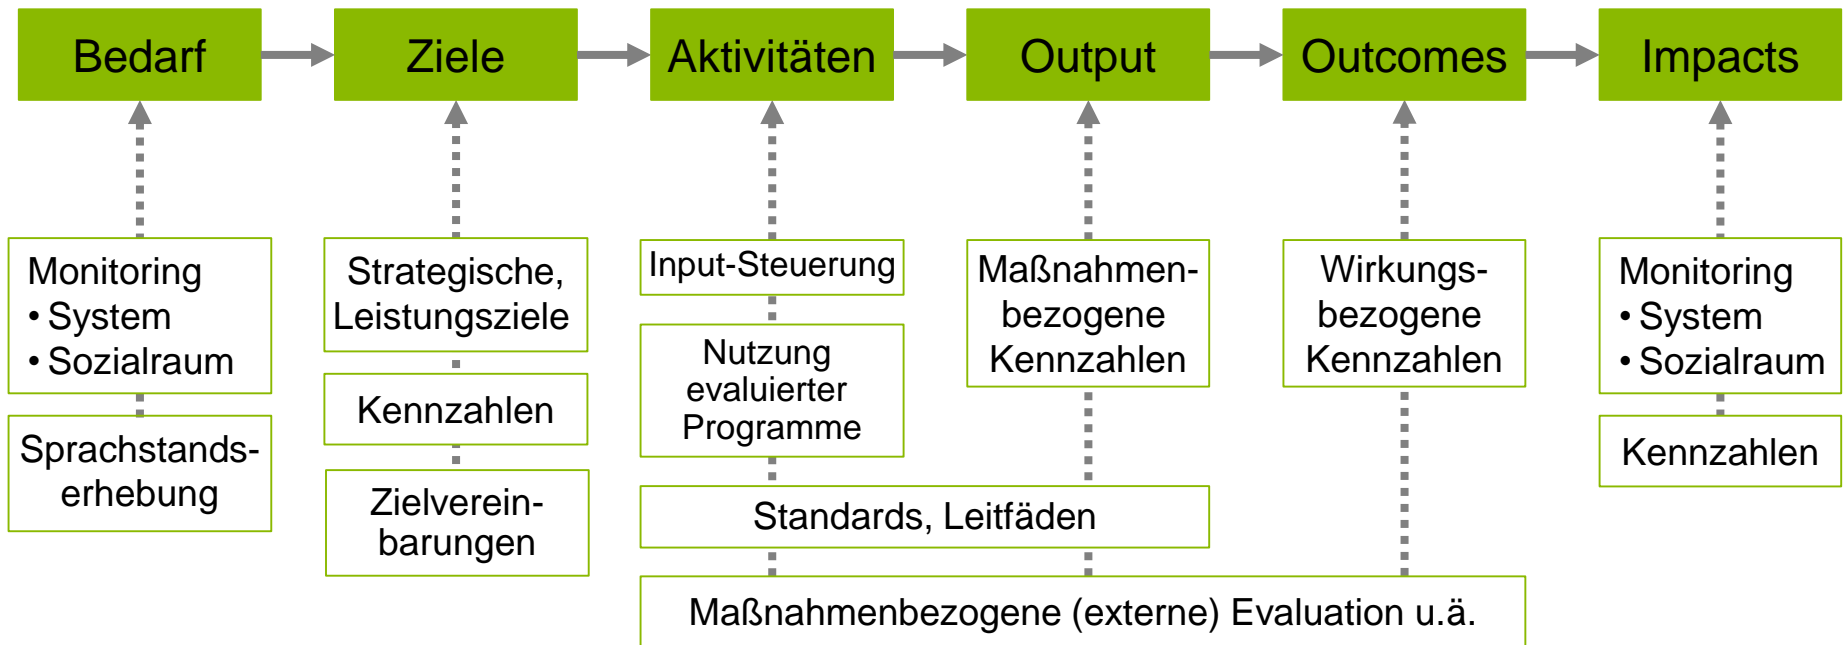 Bedarf
Ziele
Aktivitäten
Output
Outcomes
Impacts
Monitoring
• System
• Sozialraum
Sprachstands-
erhebung
Strategische,
Leistungsziele
Kennzahlen
Zielverein-
barungen
Input-Steuerung
Nutzung
evaluierter
Programme
Maßnahmen-
bezogene
Kennzahlen
Wirkungs-
bezogene
Kennzahlen
Monitoring
• System
• Sozialraum
Kennzahlen
Standards, Leitfäden
Maßnahmenbezogene (externe) Evaluation u.ä.